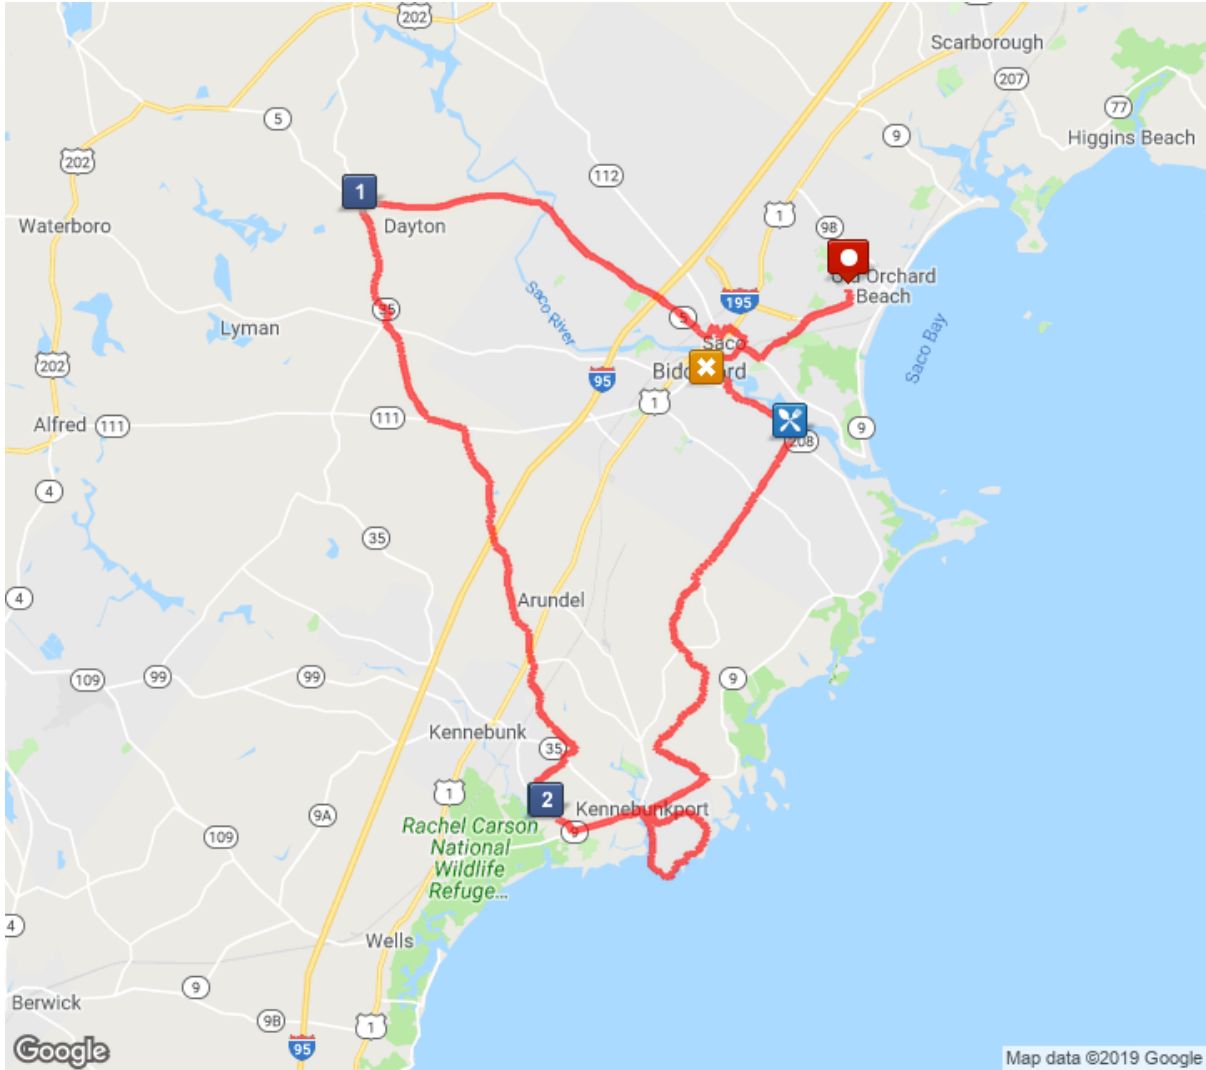 202
Scarborough
207
77
5
9
Higgins Beach
202
112
1
1
98
Waterboro
Dayton
Old Orchard
Beach
195
Saco River
35
5
Lyman
Saco
Saco Bay
202
95
Biddeford
1
Alfred
111
111
9
208
4
35
4
Arundel
109
99
99
9
Kennebunk
35
1
2
Kennebunkport
9A
109
Rachel Carson
National
Wildlife
Refuge...
9
4
Wells
9
Berwick
9B
1
95
Google
Map data ©2019 Google